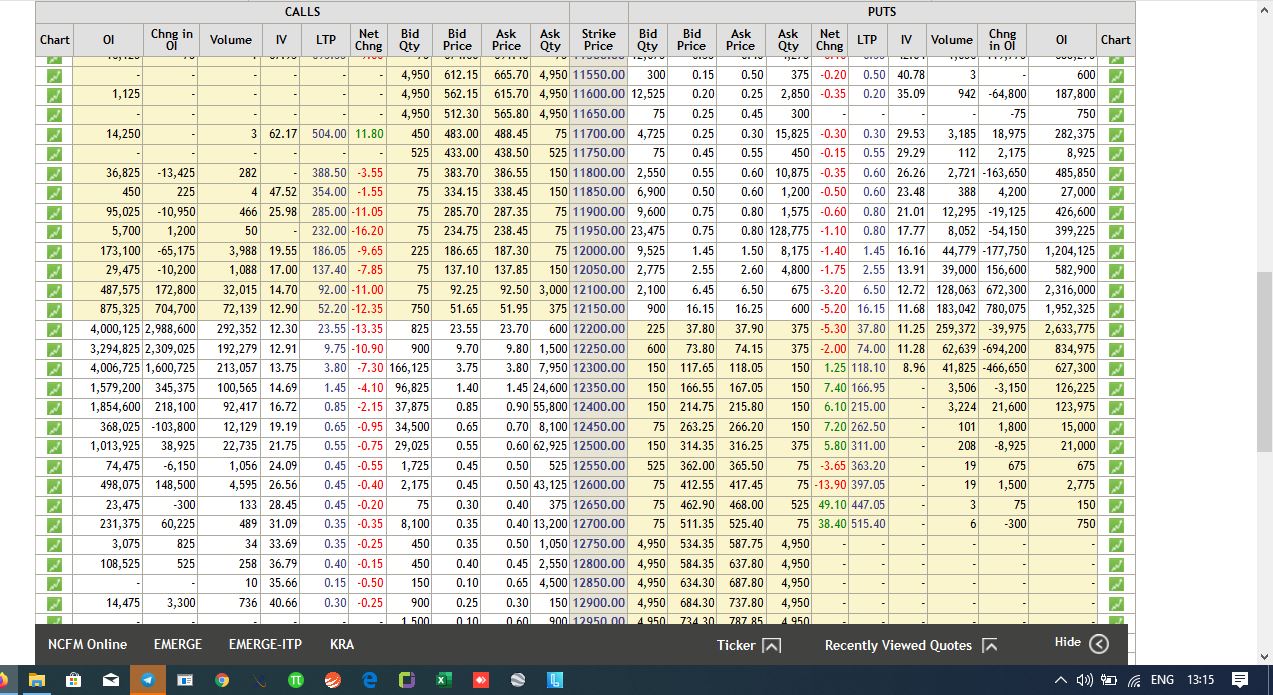 CALLS PUTS
Chart OI Chng in OI Volume IV LTP Net Chng Bid Qty Bid Price Ask Price Ask Qty Strike Price Bid Qty Bid Price Ask Price Ask Qty Net Chng LTP IV Volume Chng in OI OI Chart
- - - - - - 4,950 612.15 665.70 4,950 11550.00 300 0.15 0.50 375 -0.20 0.50 40.78 3 - 600
1,125 - - - - - 4,950 562.15 615.70 4,950 11600.00 12,525 0.20 0.25 2,850 -0.35 0.20 35.09 942 -64,800 187,800
- - - - - - 4,950 512.30 565.80 4,950 11650.00 75 0.25 0.45 300 - - - - -75 750
14,250 - 3 62.17 504.00 11.80 450 483.00 488.45 75 11700.00 4,725 0.25 0.30 15,825 -0.30 0.30 29.53 3,185 18,975 282,375
- - - - - - 525 433.00 438.50 525 11750.00 75 0.45 0.55 450 -0.15 0.55 29.29 112 2,175 8,925
36,825 -13,425 282 - 388.50 -3.55 75 383.70 386.55 150 11800.00 2,550 0.55 0.60 10,875 -0.35 0.60 26.26 2,721 -163,650 485,850
450 225 4 47.52 354.00 -1.55 75 334.15 338.45 150 11850.00 6,900 0.50 0.60 1,200 -0.50 0.60 23.48 388 4,200 27,000
95,025 -10,950 466 25.98 285.00 -11.05 75 285.70 287.35 75 11900.00 9,600 0.75 0.80 1,575 -0.60 0.80 21.01 12,295 -19,125 426,600
5,700 1,200 50 - 232.00 -16.20 75 234.75 238.45 75 11950.00 23,475 0.75 0.80 128,775 -1.10 0.80 17.77 8,052 -54,150 399,225
173,100 -65,175 3,988 19.55 186.05 -9.65 225 186.65 187.30 75 12000.00 9,525 1.45 1.50 8,175 -1.40 1.45 16.16 44,779 -177,750 1,204,125
29,475 -10,200 1,088 17.00 137.40 -7.85 75 137.10 137.85 150 12050.00 2,775 2.55 2.60 4,800 -1.75 2.55 13.91 39,000 156,600 582,900
487,575 172,800 32,015 14.70 92.00 -11.00 75 92.25 92.50 3,000 12100.00 2,100 6.45 6.50 675 -3.20 6.50 12.72 128,063 672,300 2,316,000
875,325 704,700 72,139 12.90 52.20 -12.35 750 51.65 51.95 375 12150.00 900 16.15 16.25 600 -5.20 16.15 11.68 183,042 780,075 1,952,325
4,000,125 2,988,600 292,352 12.30 23.55 -13.35 825 23.55 23.70 600 12200.00 225 37.80 37.90 375 -5.30 37.80 11.25 259,372 -39,975 2,633,775
3,294,825 2,309,025 192,279 12.91 9.75 -10.90 900 9.70 9.80 1,500 12250.00 600 73.80 74.15 375 -2.00 74.00 11.28 62,639 -694,200 834,975
4,006,725 1,600,725 213,057 13.75 3.80 -7.30 166,125 3.75 3.80 7,950 12300.00 150 117.65 118.05 150 1.25 118.10 8.96 41,825 -466,650 627,300
1,579,200 345,375 100,565 14.69 1.45 -4.10 96,825 1.40 1.45 24,600 12350.00 150 166.55 167.05 150 7.40 166.95 - 3,506 -3,150 126,225
1,854,600 218,100 92,417 16.72 0.85 -2.15 37,875 0.85 0.90 55,800 12400.00 150 214.75 215.80 150 6.10 215.00 - 3,224 21,600 123,975
368,025 -103,800 12,129 19.19 0.65 -0.95 34,500 0.65 0.70 8,100 12450.00 75 263.25 266.20 150 7.20 262.50 - 101 1,800 15,000
1,013,925 38,925 22,735 21.75 0.55 -0.75 29,025 0.55 0.60 62,925 12500.00 150 314.35 316.25 375 5.80 311.00 - 208 -8,925 21,000
74,475 -6,150 1,056 24.09 0.45 -0.55 1,725 0.45 0.50 525 12550.00 525 362.00 365.50 75 -3.65 363.20 - 19 675 675
498,075 148,500 4,595 26.56 0.45 -0.40 2,175 0.45 0.50 43,125 12600.00 75 412.55 417.45 75 -13.90 397.05 - 19 1,500 2,775
23,475 -300 133 28.45 0.45 -0.20 75 0.30 0.40 375 12650.00 75 462.90 468.00 525 49.10 447.05 - 3 75 150
231,375 60,225 489 31.09 0.35 -0.35 8,100 0.35 0.40 13,200 12700.00 75 511.35 525.40 75 38.40 515.40 - 6 -300 750
3,075 825 34 33.69 0.35 -0.25 450 0.35 0.50 1,050 12750.00 4,950 534.35 587.75 4,950 - - - - - -
108,525 525 258 36.79 0.40 -0.15 450 0.40 0.45 2,550 12800.00 4,950 584.35 637.80 4,950 - - - - - -
- - 10 35.66 0.15 -0.50 150 0.10 0.65 4,500 12850.00 4,950 634.30 687.80 4,950 - - - - - -
14,475 3,300 736 40.66 0.30 -0.25 900 0.25 0.30 150 12900.00 4,950 684.30 737.80 4,950 - - - - - -
1,500 0.10 0.60 900 12950.00 4,950 734.30 787.85 4,950
NCFM Online EMERGE EMERGE-ITP KRA Ticker Recently Viewed Quotes Hide
ENG 13:15